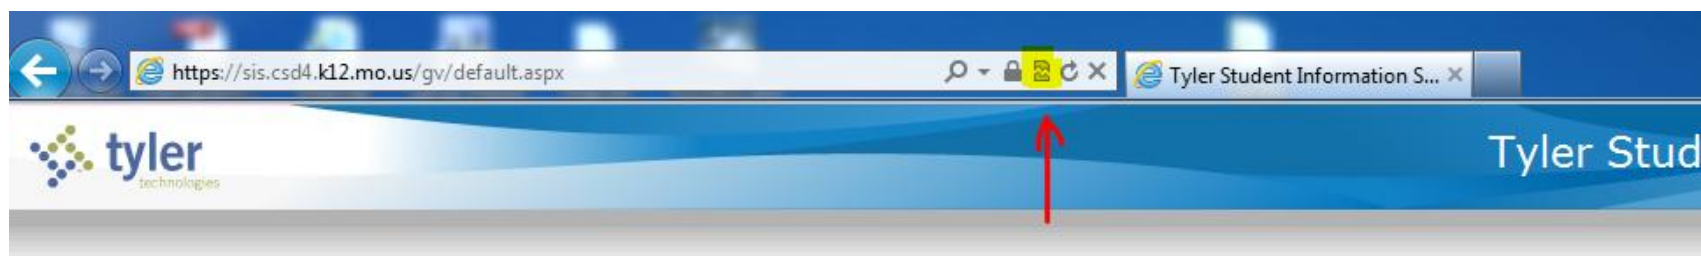 https://sis.csd4.k12.mo.us/gv/default.aspx
Tyler Student Information S...
tyler
technologies
Tyler Stud